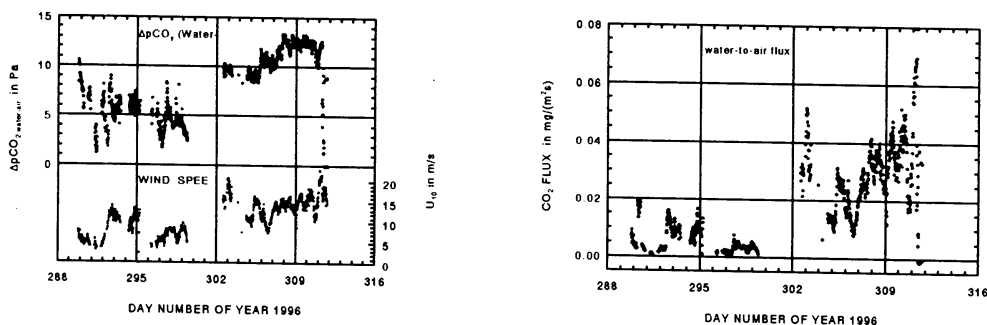 15
10
5
0
ΔpCO₂ water-air in Pa
ΔpCO₂ (Water-
WIND SPEE
20
15
10
5
0
U₁₀ in m/s
288 295 302 309 316
DAY NUMBER OF YEAR 1996
0.08
0.06
0.04
0.02
0.00
CO₂ FLUX in mg/(m²s)
water-to-air flux
288 295 302 309 316
DAY NUMBER OF YEAR 1996